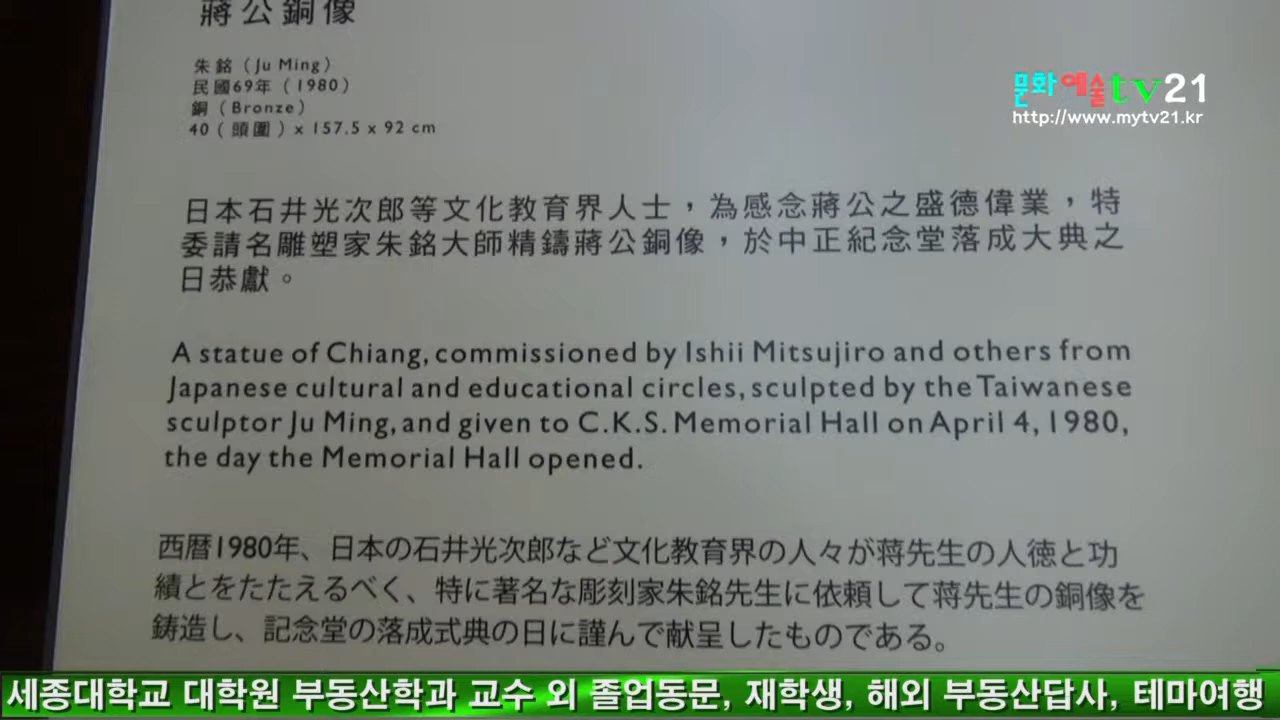 蔣公銅像
朱銘（Ju Ming）
民國69年（1980）
銅（Bronze）
40（頭圍）x 157.5 x 92 cm
문화예술tv21
http://www.mytv21.kr
日本石井光次郎等文化教育界人士，為感念蔣公之盛德偉業，特
委請名雕塑家朱銘大師精鑄蔣公銅像，於中正紀念堂落成大典之
日恭獻。
A statue of Chiang, commissioned by Ishii Mitsujiro and others from
Japanese cultural and educational circles, sculpted by the Taiwanese
sculptor Ju Ming, and given to C.K.S. Memorial Hall on April 4, 1980,
the day the Memorial Hall opened.
西暦1980年、日本の石井光次郎など文化教育界の人々が蒋先生の人徳と功
績とをたたえるべく、特に著名な彫刻家朱銘先生に依頼して蒋先生の銅像を
鋳造し、記念堂の落成式典の日に謹んで献呈したものである。
세종대학교 대학원 부동산학과 교수 외 졸업동문, 재학생, 해외 부동산답사, 테마여행